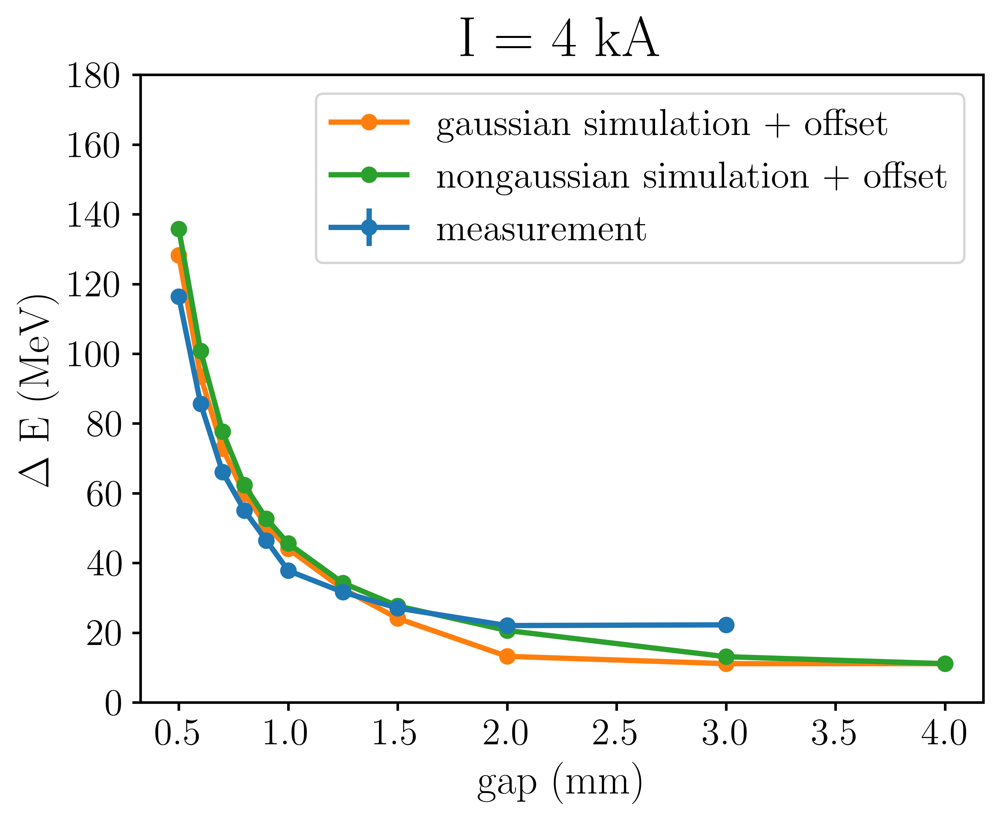 I = 4 kA
180
160
140
120
100
80
60
40
20
0
Δ E (MeV)
gaussian simulation + offset
nongaussian simulation + offset
measurement
0.5 1.0 1.5 2.0 2.5 3.0 3.5 4.0
gap (mm)